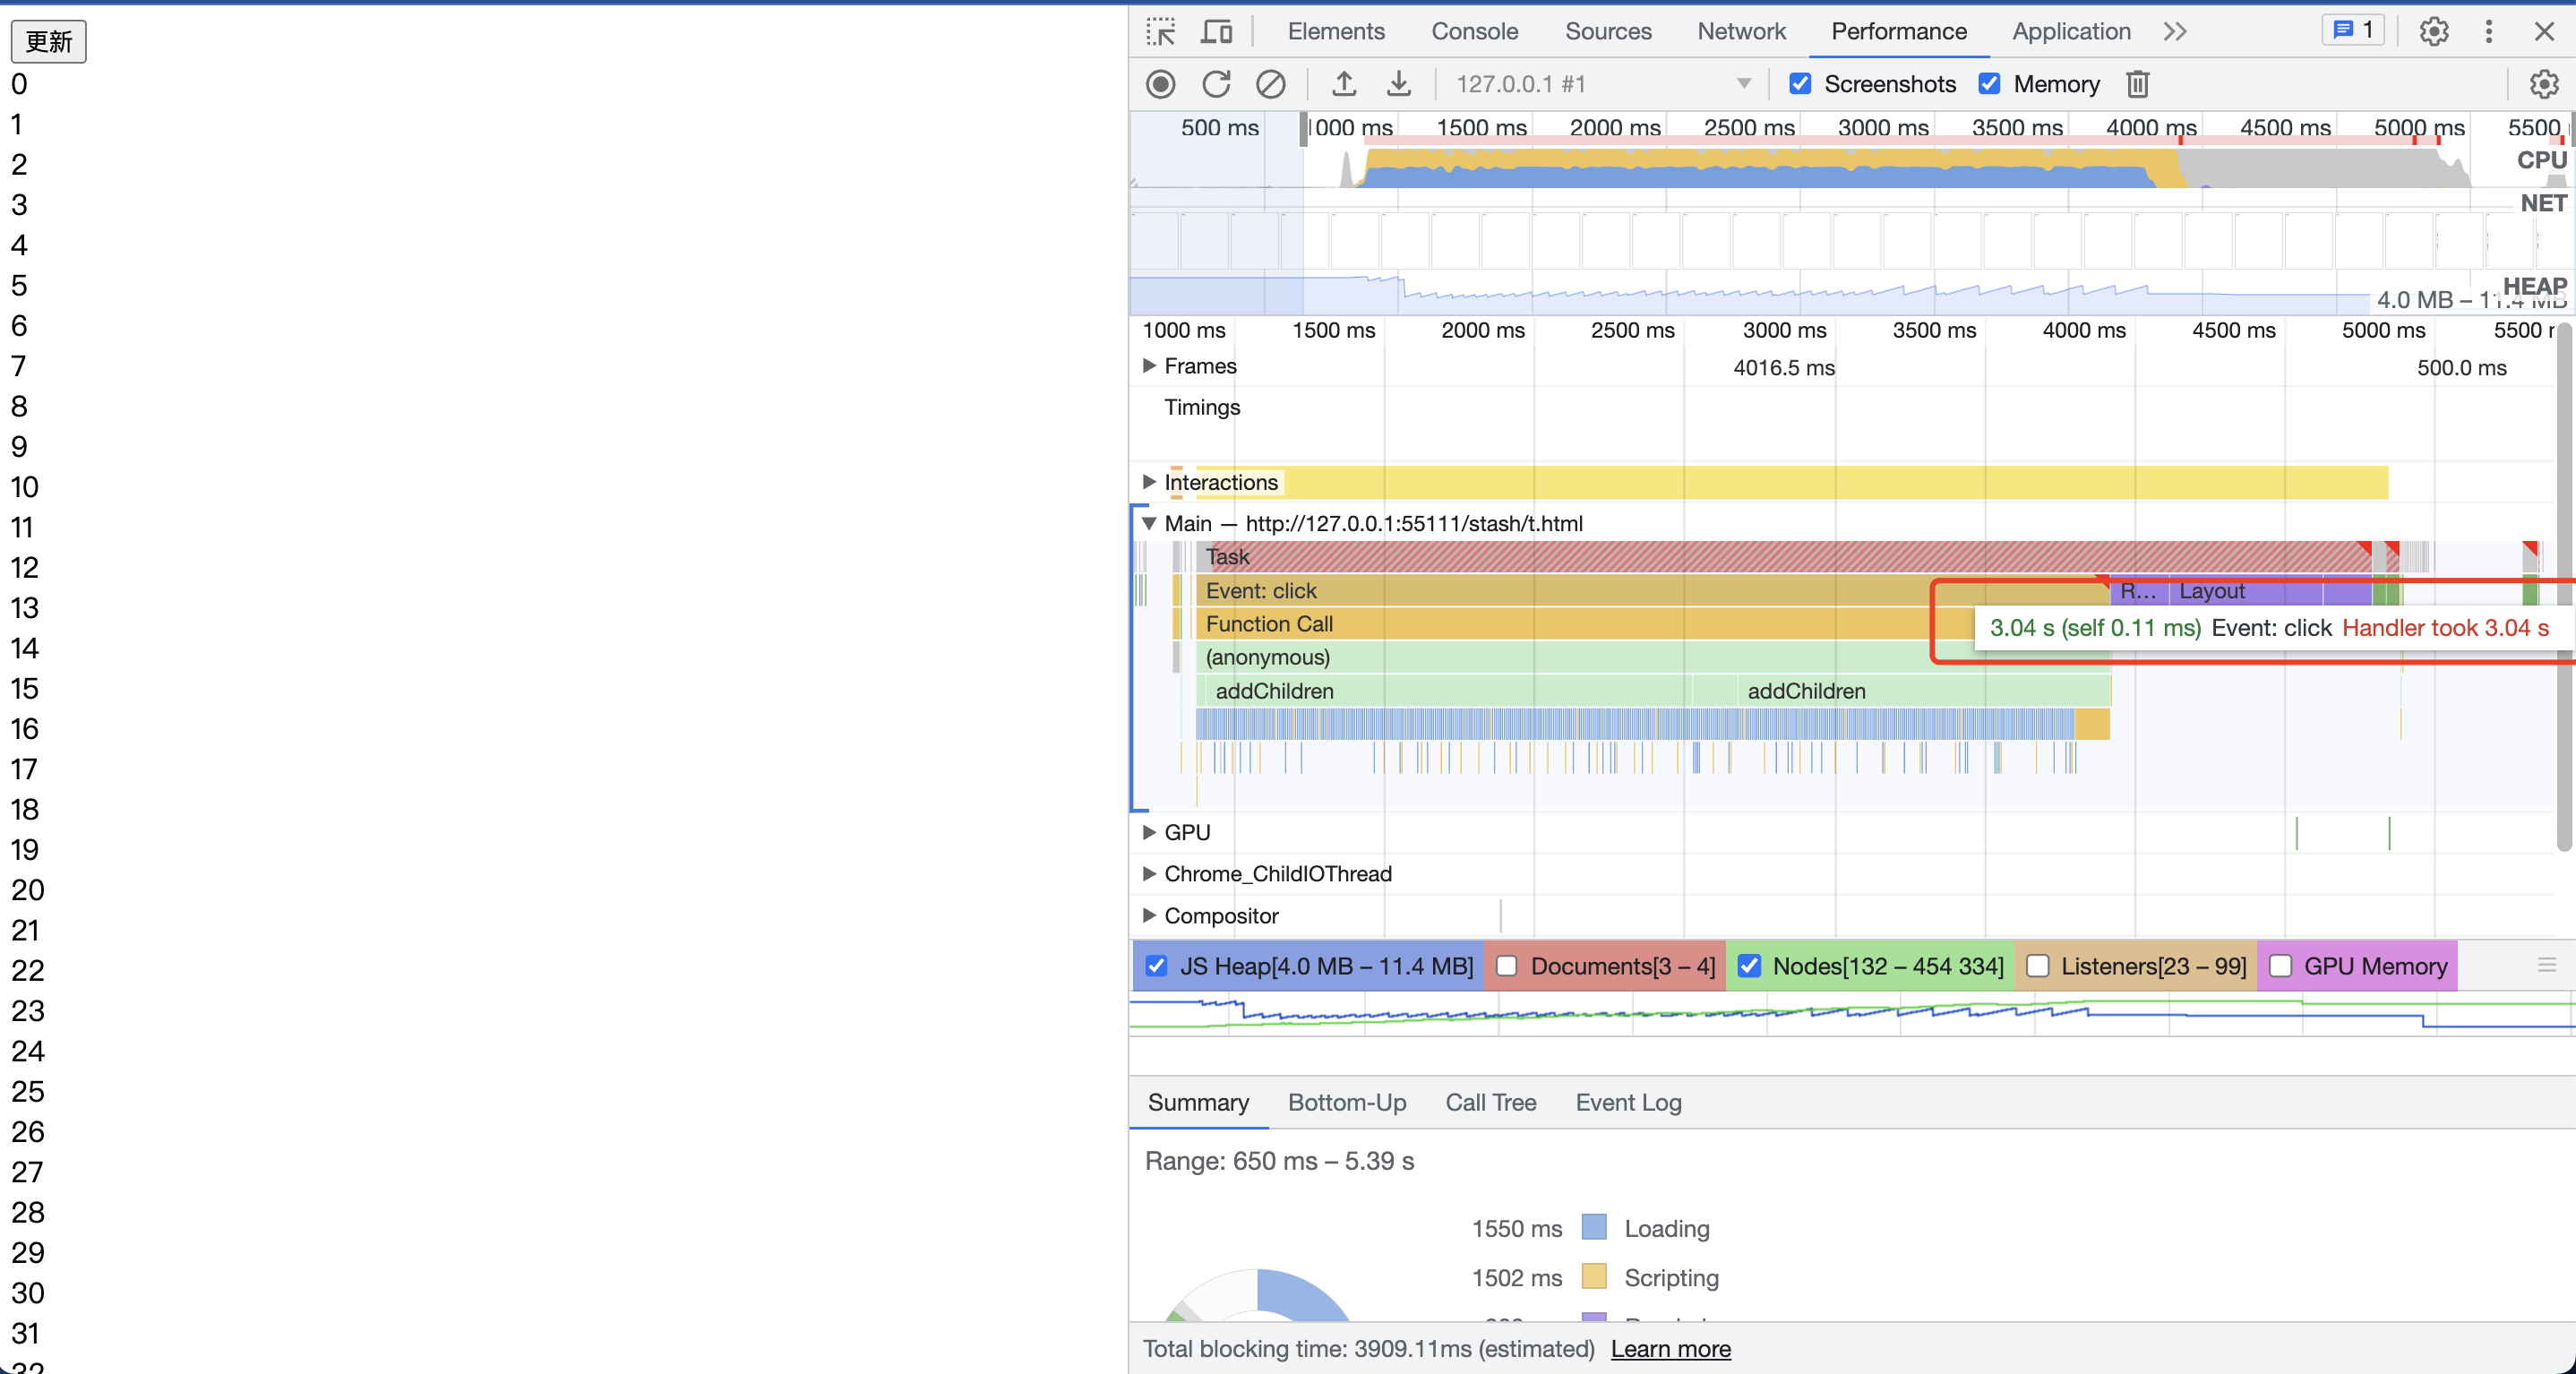 更新
0
1
2
3
4
5
6
7
8
9
10
11
12
13
14
15
16
17
18
19
20
21
22
23
24
25
26
27
28
29
30
31
32
Elements Console Sources Network Performance Application 1
127.0.0.1 #1 Screenshots Memory
500 ms 1000 ms 1500 ms 2000 ms 2500 ms 3000 ms 3500 ms 4000 ms 4500 ms 5000 ms 5500
CPU
NET
HEAP
4.0 MB – 11.4 MB
1000 ms 1500 ms 2000 ms 2500 ms 3000 ms 3500 ms 4000 ms 4500 ms 5000 ms 5500
Frames 4016.5 ms 500.0 ms
Timings
Interactions
Main — http://127.0.0.1:55111/stash/t.html
Task
Event: click R... Layout
Function Call
3.04 s (self 0.11 ms) Event: click Handler took 3.04 s
(anonymous)
addChildren addChildren
GPU
Chrome_ChildIOThread
Compositor
JS Heap[4.0 MB – 11.4 MB] Documents[3 – 4] Nodes[132 – 454 334] Listeners[23 – 99] GPU Memory
Summary Bottom-Up Call Tree Event Log
Range: 650 ms – 5.39 s
1550 ms Loading
1502 ms Scripting
Total blocking time: 3909.11ms (estimated) Learn more